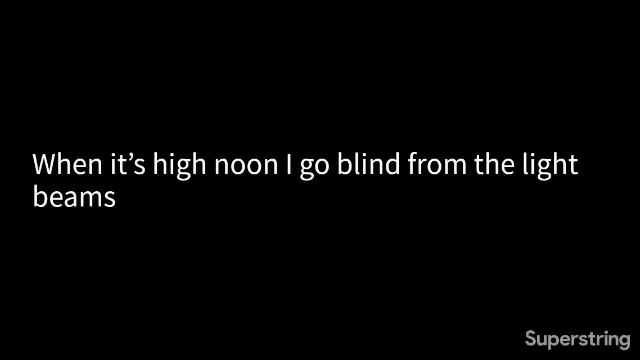 When it’s high noon I go blind from the light
beams
Superstring